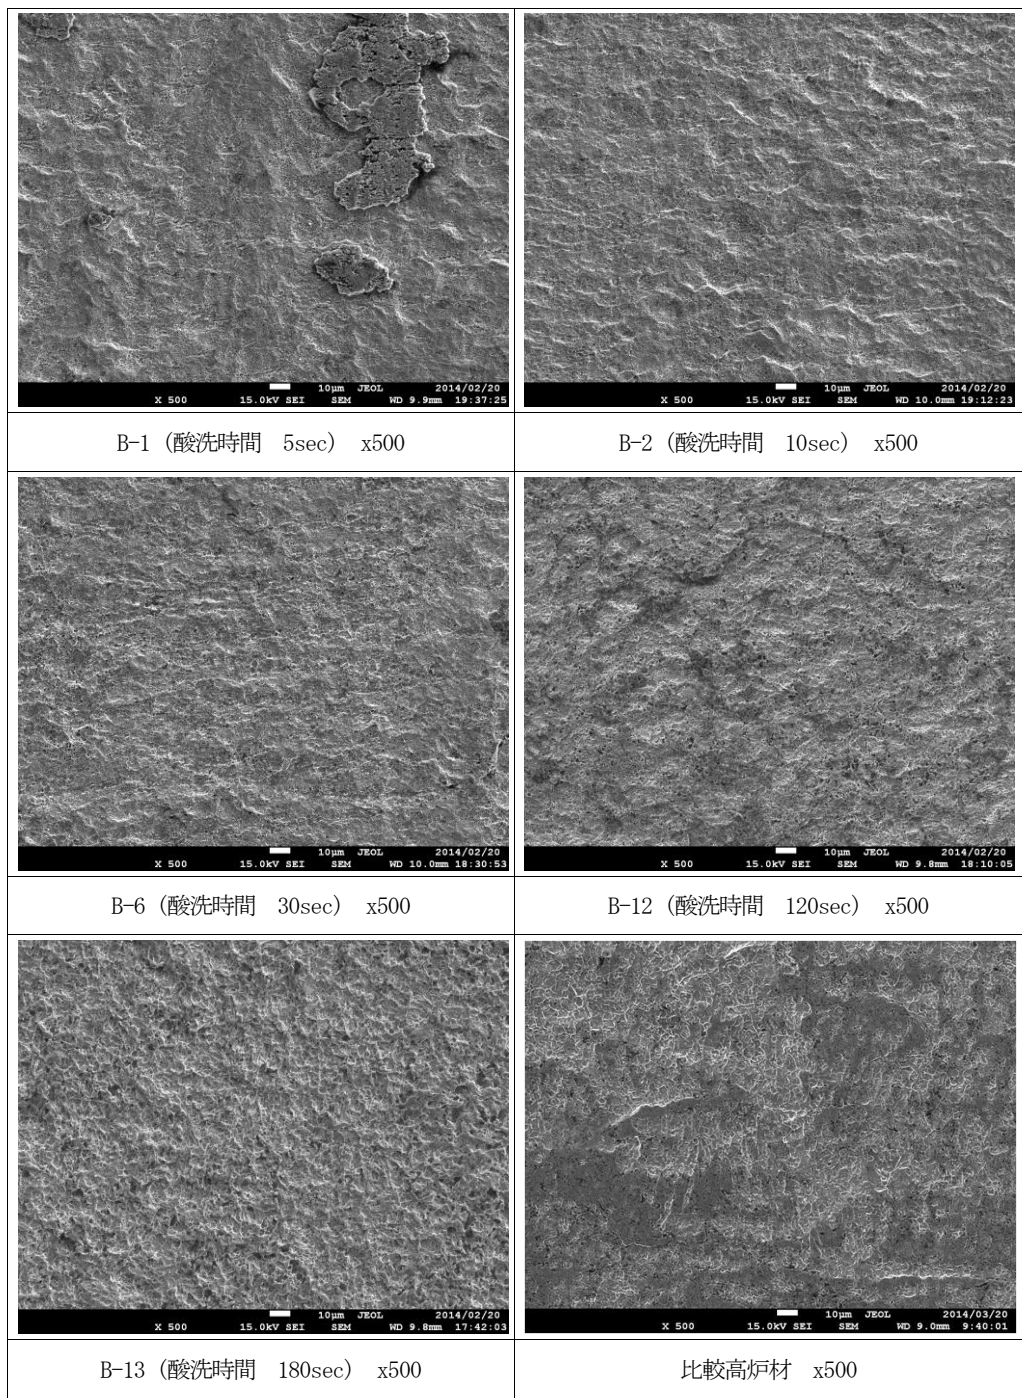 10μm JEOL 2014/02/20
X 500 15.0kV SEI SEM WD 9.9mm 19:37:25
10μm JEOL 2014/02/20
X 500 15.0kV SEI SEM WD 10.0mm 19:12:23
B-1（酸洗時間　5sec）　x500
B-2（酸洗時間　10sec）　x500
10μm JEOL 2014/02/20
X 500 15.0kV SEI SEM WD 10.0mm 18:30:53
10μm JEOL 2014/02/20
X 500 15.0kV SEI SEM WD 9.8mm 18:10:05
B-6（酸洗時間　30sec）　x500
B-12（酸洗時間　120sec）　x500
10μm JEOL 2014/02/20
X 500 15.0kV SEI SEM WD 9.8mm 17:42:03
10μm JEOL 2014/03/20
X 500 15.0kV SEI SEM WD 9.0mm 9:40:01
B-13（酸洗時間　180sec）　x500
比較高炉材　x500